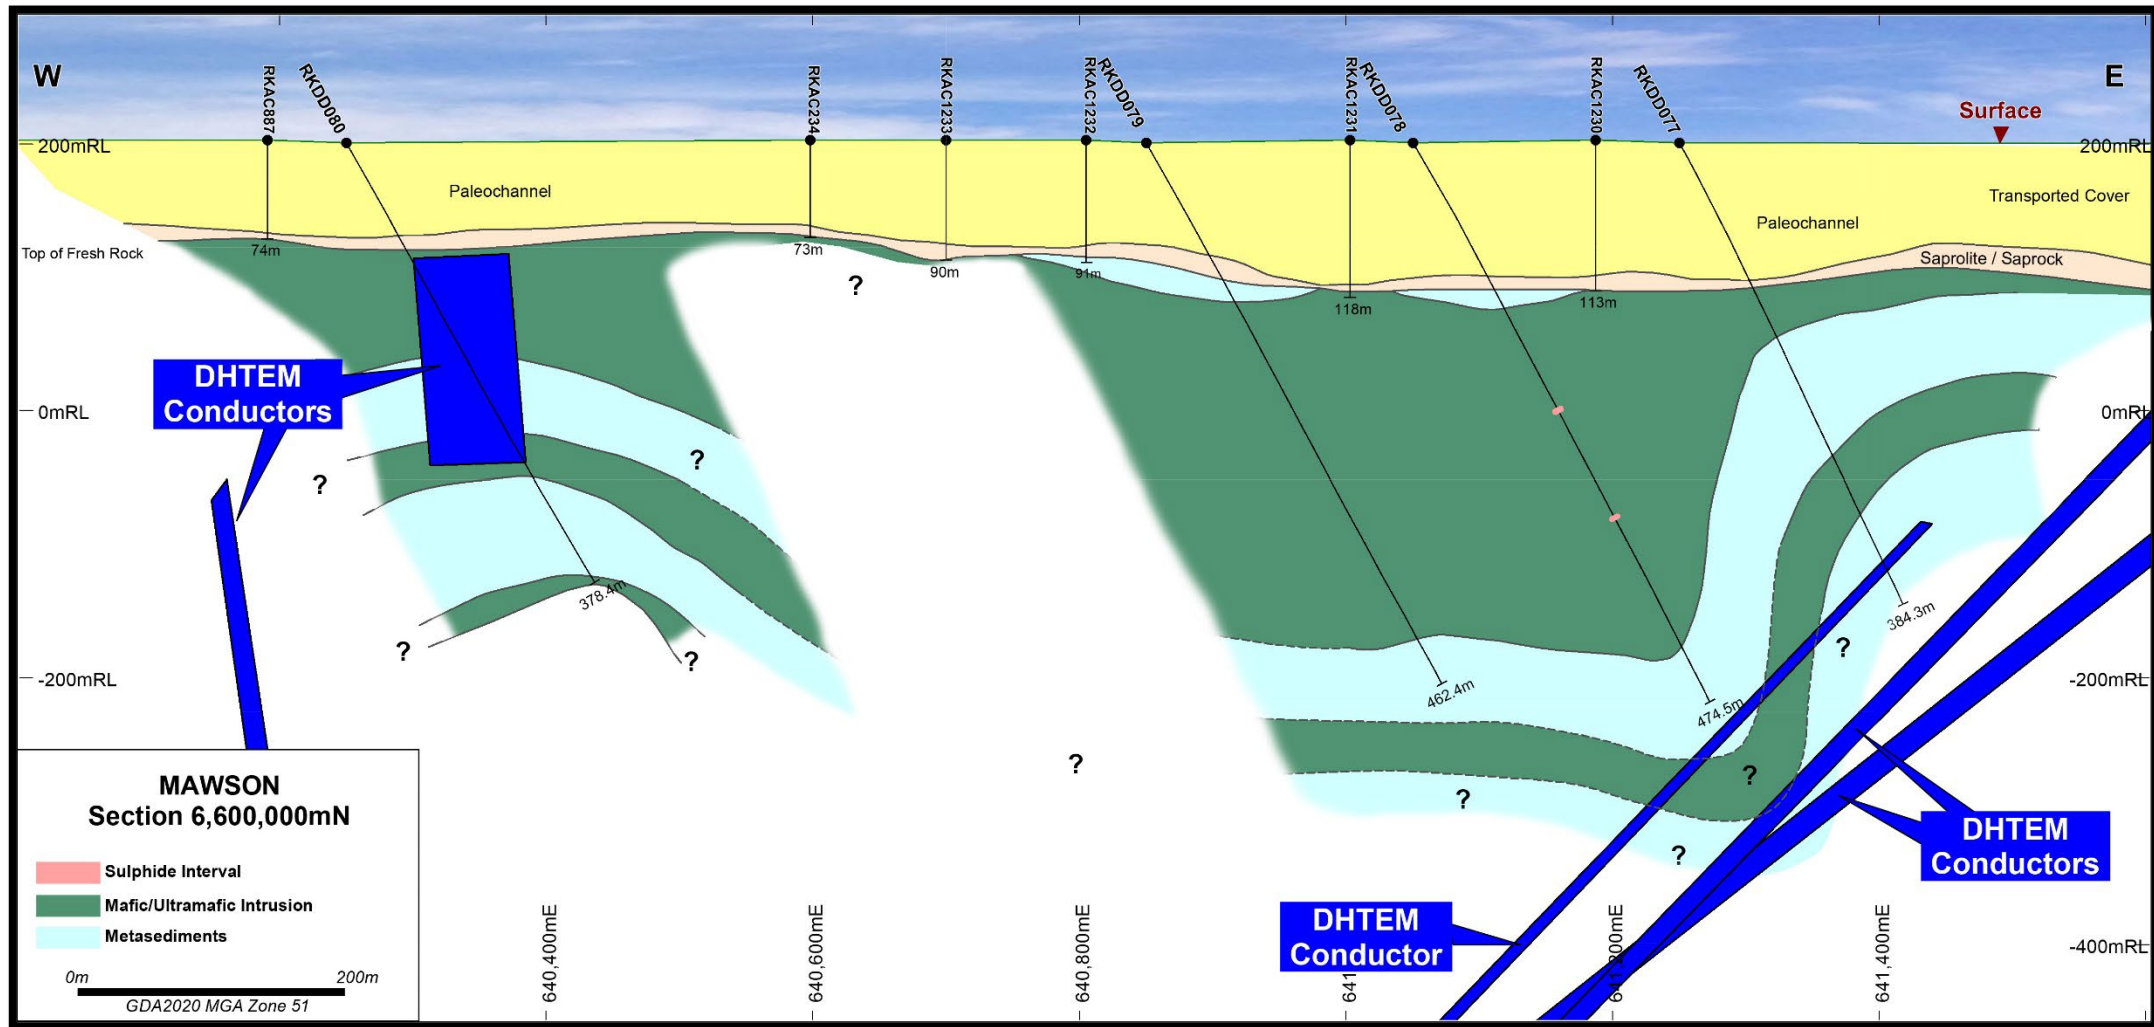 W
E
RKAC887
RKDD080
RKAC234
RKAC1233
RKAC1232
RKDD079
RKAC1231
RKDD078
RKAC1230
RKDD077
Surface
200mRL
200mRL
Paleochannel
Transported Cover
Paleochannel
Top of Fresh Rock
74m
73m
90m
91m
118m
113m
Saprolite / Saprock
?
DHTEM
Conductors
0mRL
0mRL
?
?
378.4m
384.3m
?
?
?
-200mRL
-200mRL
462.4m
474.5m
?
?
?
?
MAWSON
Section 6,600,000mN
Sulphide Interval
Mafic/Ultramafic Intrusion
Metasediments
0m 200m
GDA2020 MGA Zone 51
DHTEM
Conductors
DHTEM
Conductor
640,400mE
640,600mE
640,800mE
641
641,200mE
641,400mE
-400mRL